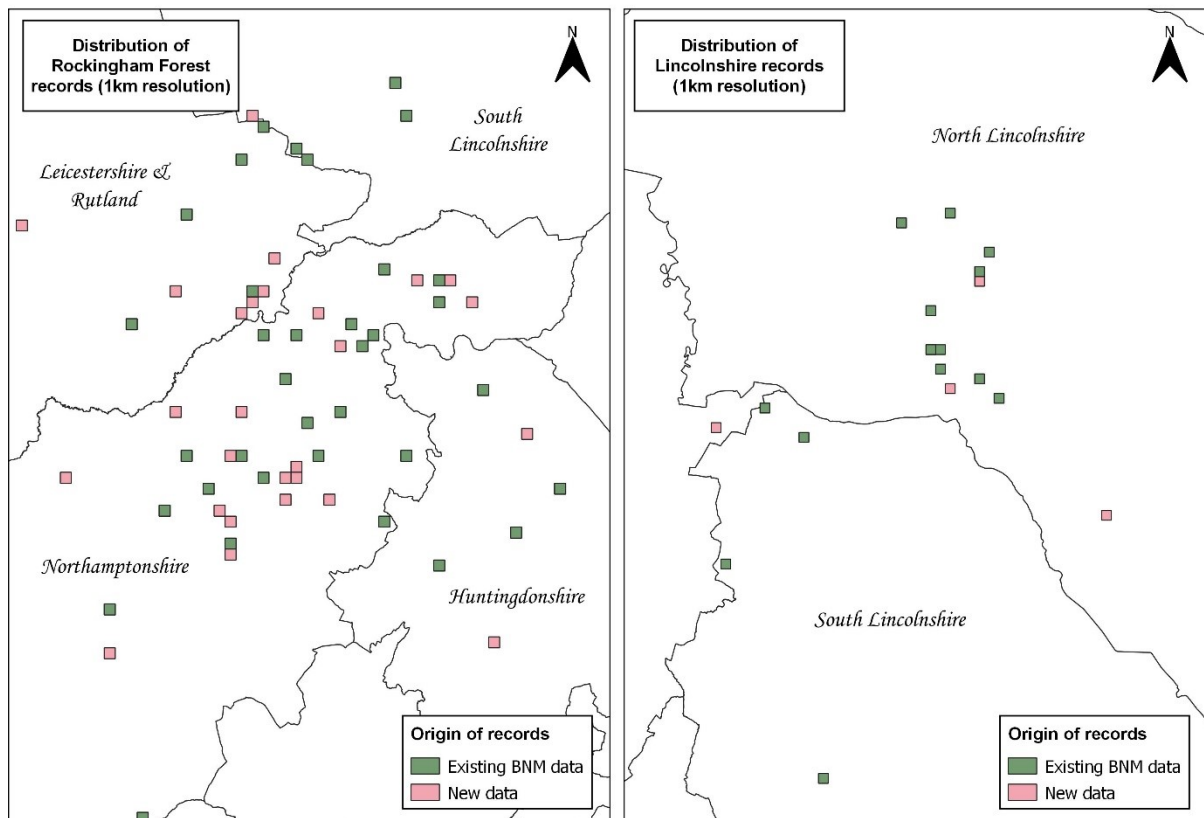 Distribution of
Rockingham Forest
records (1km resolution)
N
South
Lincolnshire
Leicestershire &
Rutland
Northamptonshire
Huntingdonshire
Origin of records
Existing BNM data
New data
Distribution of
Lincolnshire records
(1km resolution)
N
North Lincolnshire
South Lincolnshire
Origin of records
Existing BNM data
New data